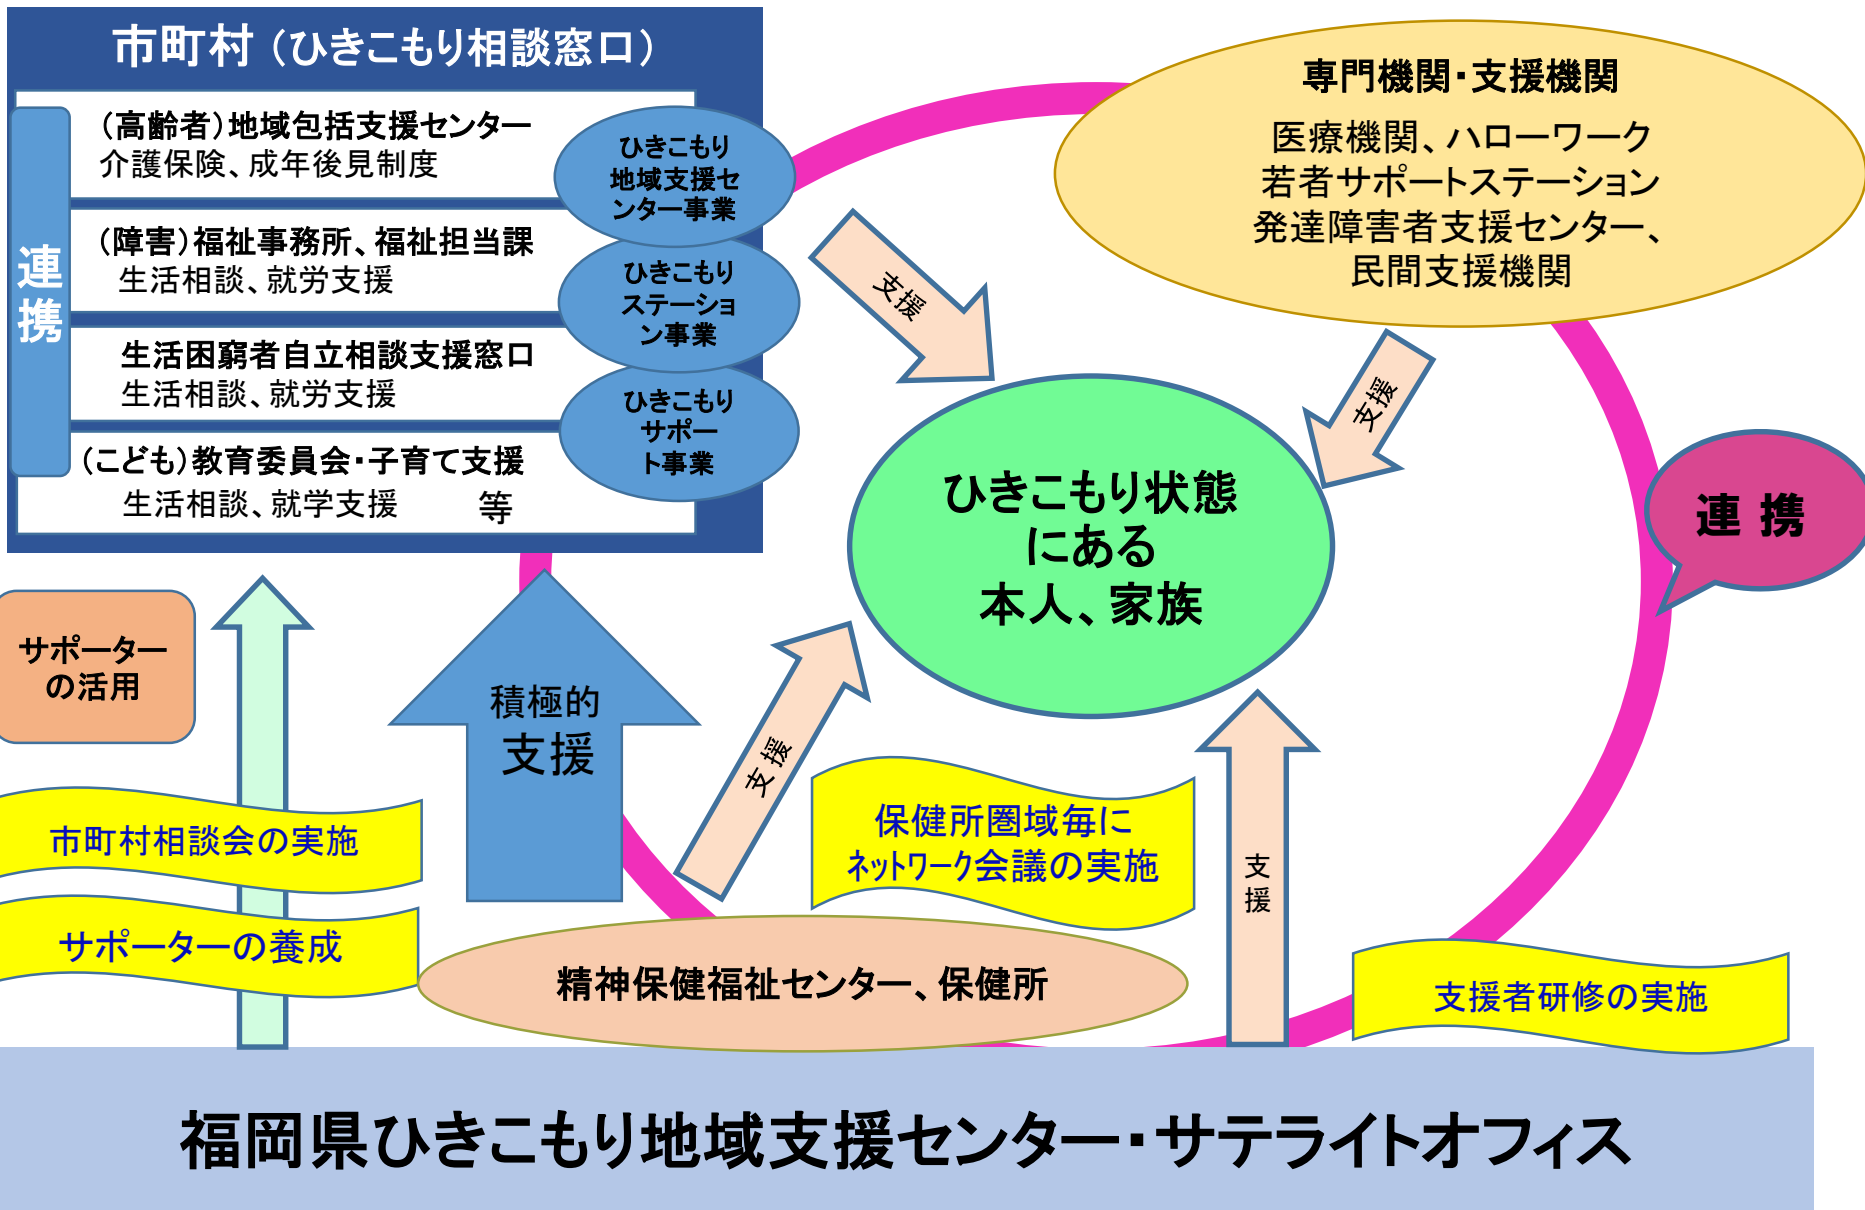 市町村（ひきこもり相談窓口）
連
携
（高齢者）地域包括支援センター
介護保険、成年後見制度
（障害）福祉事務所、福祉担当課
生活相談、就労支援
生活困窮者自立相談支援窓口
生活相談、就労支援
（こども）教育委員会・子育て支援
生活相談、就学支援　等
ひきこもり
地域支援セ
ンター事業
ひきこもり
ステーショ
ン事業
ひきこもり
サポー
ト事業
専門機関・支援機関
医療機関、ハローワーク
若者サポートステーション
発達障害者支援センター、
民間支援機関
支援
支援
ひきこもり状態
にある
本人、家族
連 携
サポーター
の活用
積極的
支援
支援
支
援
市町村相談会の実施
サポーターの養成
保健所圏域毎に
ネットワーク会議の実施
精神保健福祉センター、保健所
支援者研修の実施
福岡県ひきこもり地域支援センター・サテライトオフィス